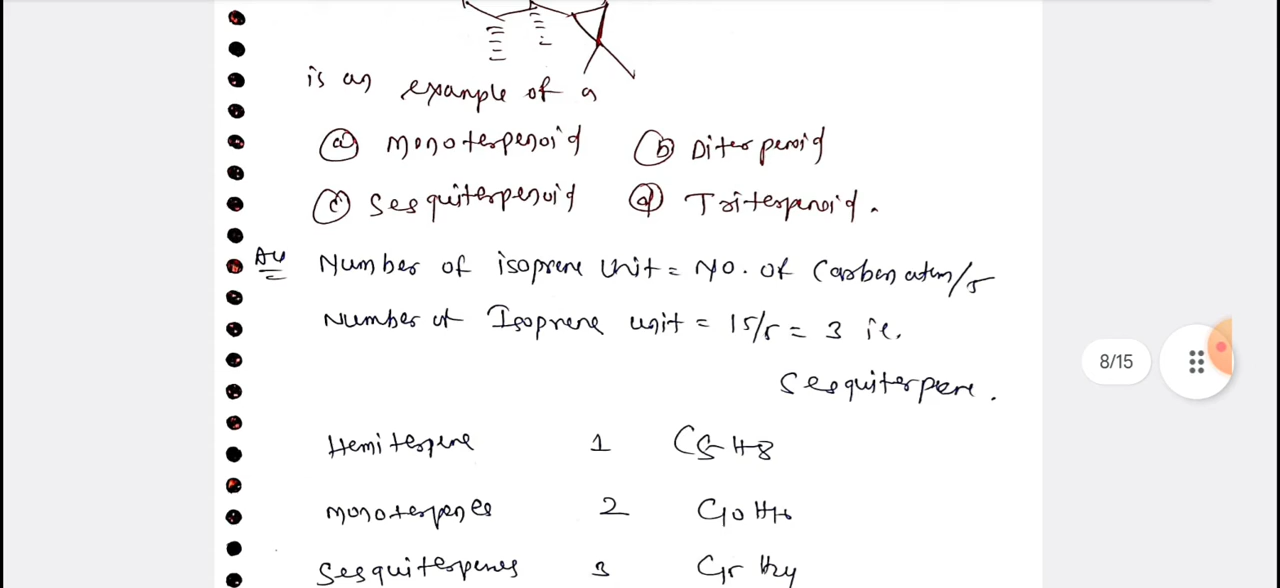 is an example of a
(a) Monoterpenoid (b) Diterpenoid
(c) Sesquiterpenoid (d) Triterpenoid.
Number of isoprene Unit = No. of Carbon atom/5
Number of Isoprene unit = 15/5 = 3 ie.
Sesquiterpene.
8/15
Hemiterpene 1 C5H8
Monoterpenes 2 C10H16
Sesquiterpenes 3 C15H24